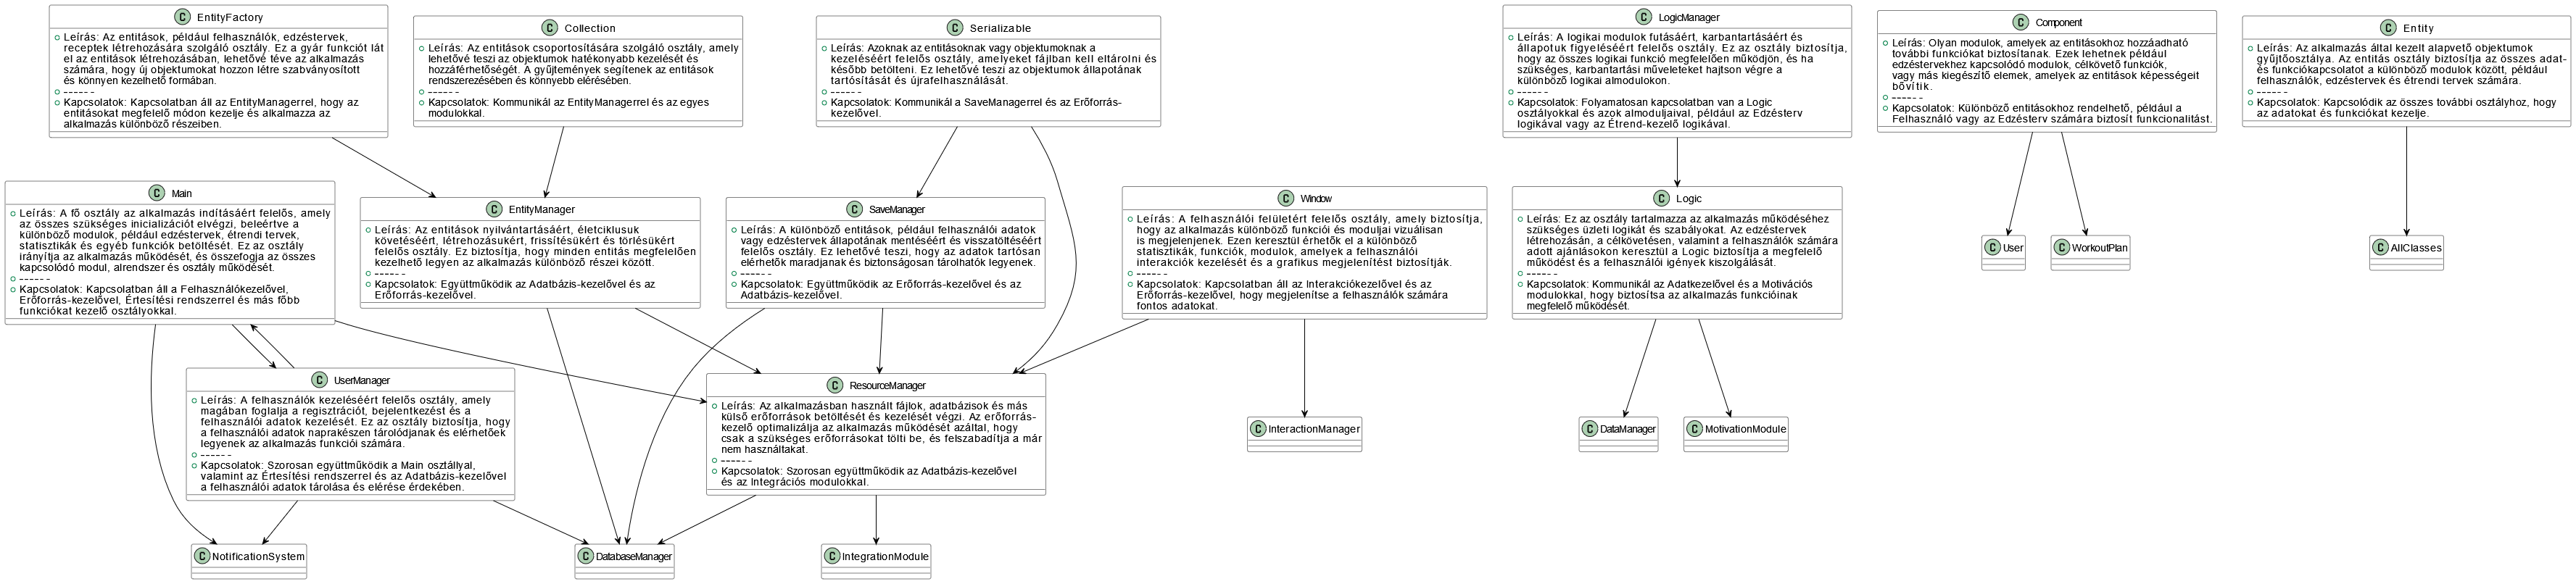 EntityFactory
Leírás: Az entitások, például felhasználók, edzéstervek,
receptek létrehozására szolgáló osztály. Ez a gyár funkciót lát
el az entitások létrehozásában, lehetővé téve az alkalmazás
számára, hogy új objektumokat hozzon létre szabványosított
és könnyen kezelhető formában.
------
Kapcsolatok: Kapcsolatban áll az EntityManagerrel, hogy az
entitásokat megfelelő módon kezelje és alkalmazza az
alkalmazás különböző részeiben.
Collection
Leírás: Az entitások csoportosítására szolgáló osztály, amely
lehetővé teszi az objektumok hatékonyabb kezelését és
hozzáférhetőségét. A gyűjtemények segítenek az entitások
rendszerezésében és könnyebb elérésében.
------
Kapcsolatok: Kommunikál az EntityManagerrel és az egyes
modulokkal.
Serializable
Leírás: Azoknak az entitásoknak vagy objektumoknak a
kezeléséért felelős osztály, amelyeket fájlban kell eltárolni és
később betölteni. Ez lehetővé teszi az objektumok állapotának
tartósítását és újrafelhasználását.
------
Kapcsolatok: Kommunikál a SaveManagerrel és az Erőforrás-
kezelővel.
LogicManager
Leírás: A logikai modulok futásáért, karbantartásáért és
állapotuk figyeléséért felelős osztály. Ez az osztály biztosítja,
hogy az összes logikai funkció megfelelően működjön, és ha
szükséges, karbantartási műveleteket hajtson végre a
különböző logikai almodulokon.
------
Kapcsolatok: Folyamatosan kapcsolatban van a Logic
osztályokkal és azok almoduljaival, például az Edzésterv
logikával vagy az Étrend-kezelő logikával.
Component
Leírás: Olyan modulok, amelyek az entitásokhoz hozzáadható
további funkciókat biztosítanak. Ezek lehetnek például
edzéstervekhez kapcsolódó modulok, célkövető funkciók,
vagy más kiegészítő elemek, amelyek az entitások képességeit
bővítik.
------
Kapcsolatok: Különböző entitásokhoz rendelhető, például a
Felhasználó vagy az Edzésterv számára biztosít funkcionalitást.
Entity
Leírás: Az alkalmazás által kezelt alapvető objektumok
gyűjtőosztálya. Az entitás osztály biztosítja az összes adat-
és funkciókapcsolatot a különböző modulok között, például
felhasználók, edzéstervek és étrendi tervek számára.
------
Kapcsolatok: Kapcsolódik az összes további osztályhoz, hogy
az adatokat és funkciókat kezelje.
Main
Leírás: A fő osztály az alkalmazás indításáért felelős, amely
az összes szükséges inicializációt elvégzi, beleértve a
különböző modulok, például edzéstervek, étrendi tervek,
statisztikák és egyéb funkciók betöltését. Ez az osztály
irányítja az alkalmazás működését, és összefogja az összes
kapcsolódó modul, alrendszer és osztály működését.
------
Kapcsolatok: Kapcsolatban áll a Felhasználókezelővel,
Erőforrás-kezelővel, Értesítési rendszerrel és más főbb
funkciókat kezelő osztályokkal.
EntityManager
Leírás: Az entitások nyilvántartásáért, életciklusuk
követéséért, létrehozásukért, frissítésükért és törlésükért
felelős osztály. Ez biztosítja, hogy minden entitás megfelelően
kezelhető legyen az alkalmazás különböző részei között.
------
Kapcsolatok: Együttműködik az Adatbázis-kezelővel és az
Erőforrás-kezelővel.
SaveManager
Leírás: A különböző entitások, például felhasználói adatok
vagy edzéstervek állapotának mentéséért és visszatöltéséért
felelős osztály. Ez lehetővé teszi, hogy az adatok tartósan
elérhetők maradjanak és biztonságosan tárolhatók legyenek.
------
Kapcsolatok: Együttműködik az Erőforrás-kezelővel és az
Adatbázis-kezelővel.
Window
Leírás: A felhasználói felületért felelős osztály, amely biztosítja,
hogy az alkalmazás különböző funkciói és moduljai vizuálisan
is megjelenjenek. Ezen keresztül érhetők el a különböző
statisztikák, funkciók, modulok, amelyek a felhasználói
interakciók kezelését és a grafikus megjelenítést biztosítják.
------
Kapcsolatok: Kapcsolatban áll az Interakciókezelővel és az
Erőforrás-kezelővel, hogy megjelenítse a felhasználók számára
fontos adatokat.
Logic
Leírás: Ez az osztály tartalmazza az alkalmazás működéséhez
szükséges üzleti logikát és szabályokat. Az edzéstervek
létrehozásán, a célkövetésen, valamint a felhasználók számára
adott ajánlásokon keresztül a Logic biztosítja a megfelelő
működést és a felhasználói igények kiszolgálását.
------
Kapcsolatok: Kommunikál az Adatkezelővel és a Motivációs
modulokkal, hogy biztosítsa az alkalmazás funkcióinak
megfelelő működését.
User
WorkoutPlan
AllClasses
UserManager
Leírás: A felhasználók kezeléséért felelős osztály, amely
magában foglalja a regisztrációt, bejelentkezést és a
felhasználói adatok kezelését. Ez az osztály biztosítja, hogy
a felhasználói adatok naprakészen tárolódjanak és elérhetőek
legyenek az alkalmazás funkciói számára.
------
Kapcsolatok: Szorosan együttműködik a Main osztállyal,
valamint az Értesítési rendszerrel és az Adatbázis-kezelővel
a felhasználói adatok tárolása és elérése érdekében.
ResourceManager
Leírás: Az alkalmazásban használt fájlok, adatbázisok és más
külső erőforrások betöltését és kezelését végzi. Az erőforrás-
kezelő optimalizálja az alkalmazás működését azáltal, hogy
csak a szükséges erőforrásokat tölti be, és felszabadítja a már
nem használtakat.
------
Kapcsolatok: Szorosan együttműködik az Adatbázis-kezelővel
és az Integrációs modulokkal.
InteractionManager
DataManager
MotivationModule
NotificationSystem
DatabaseManager
IntegrationModule